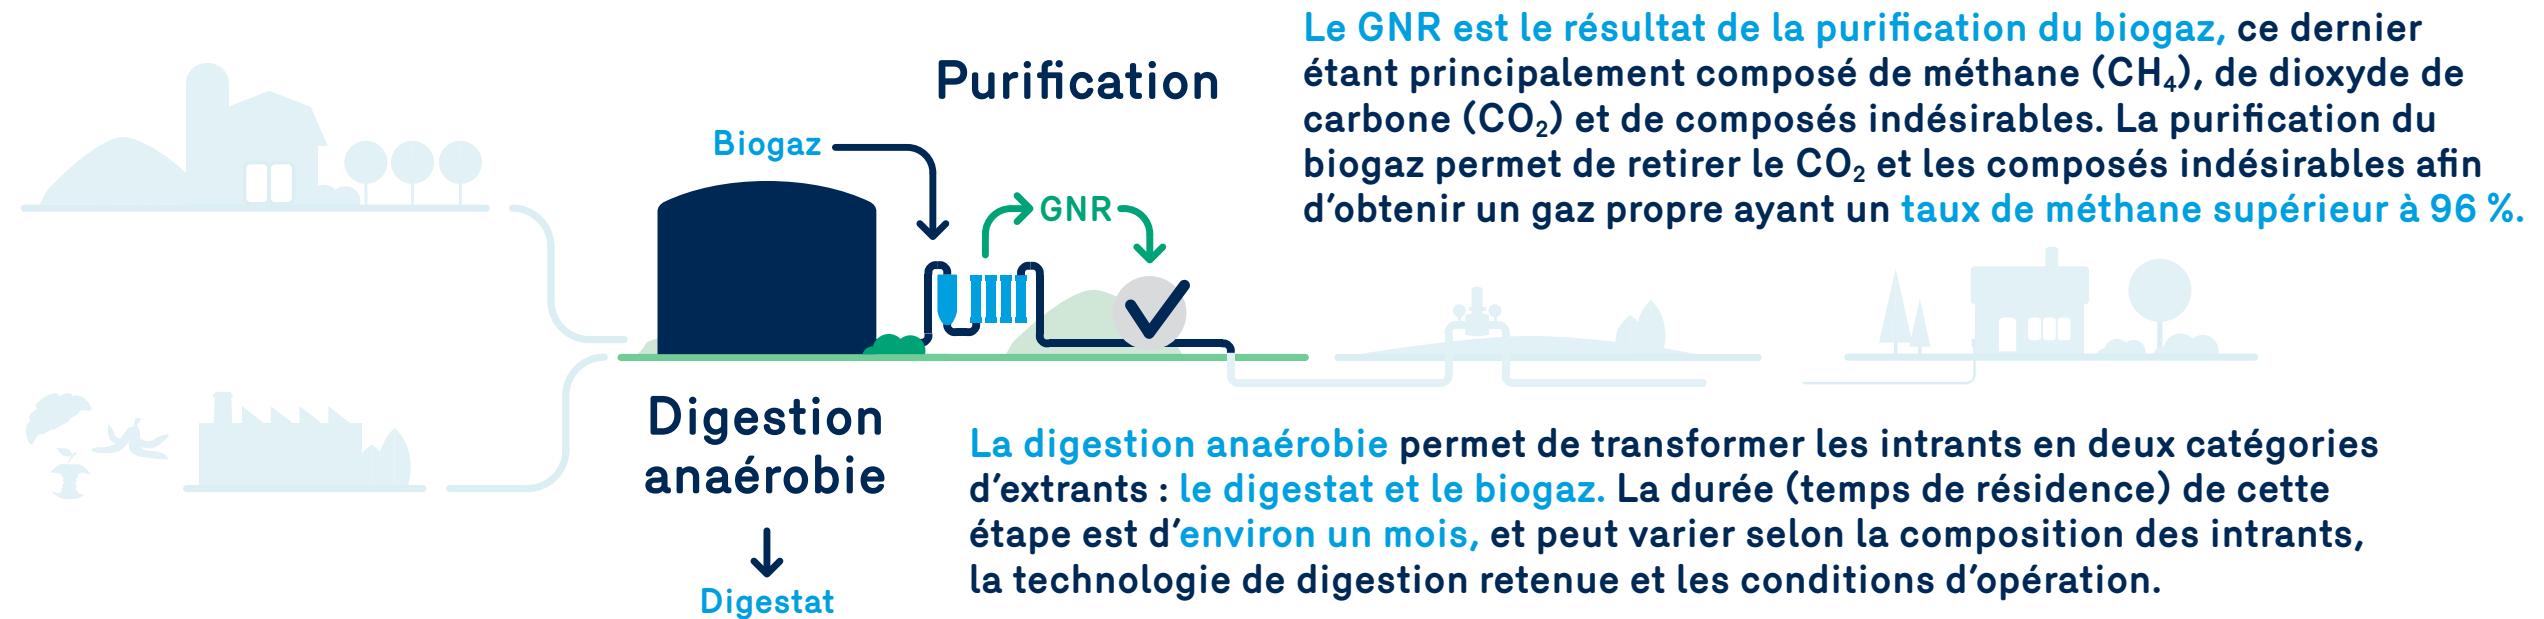 Purification
Biogaz
GNR
Le GNR est le résultat de la purification du biogaz, ce dernier
étant principalement composé de méthane (CH₄), de dioxyde de
carbone (CO₂) et de composés indésirables. La purification du
biogaz permet de retirer le CO₂ et les composés indésirables afin
d’obtenir un gaz propre ayant un taux de méthane supérieur à 96 %.
Digestion
anaérobie
Digestat
La digestion anaérobie permet de transformer les intrants en deux catégories
d’extrants : le digestat et le biogaz. La durée (temps de résidence) de cette
étape est d’environ un mois, et peut varier selon la composition des intrants,
la technologie de digestion retenue et les conditions d’opération.